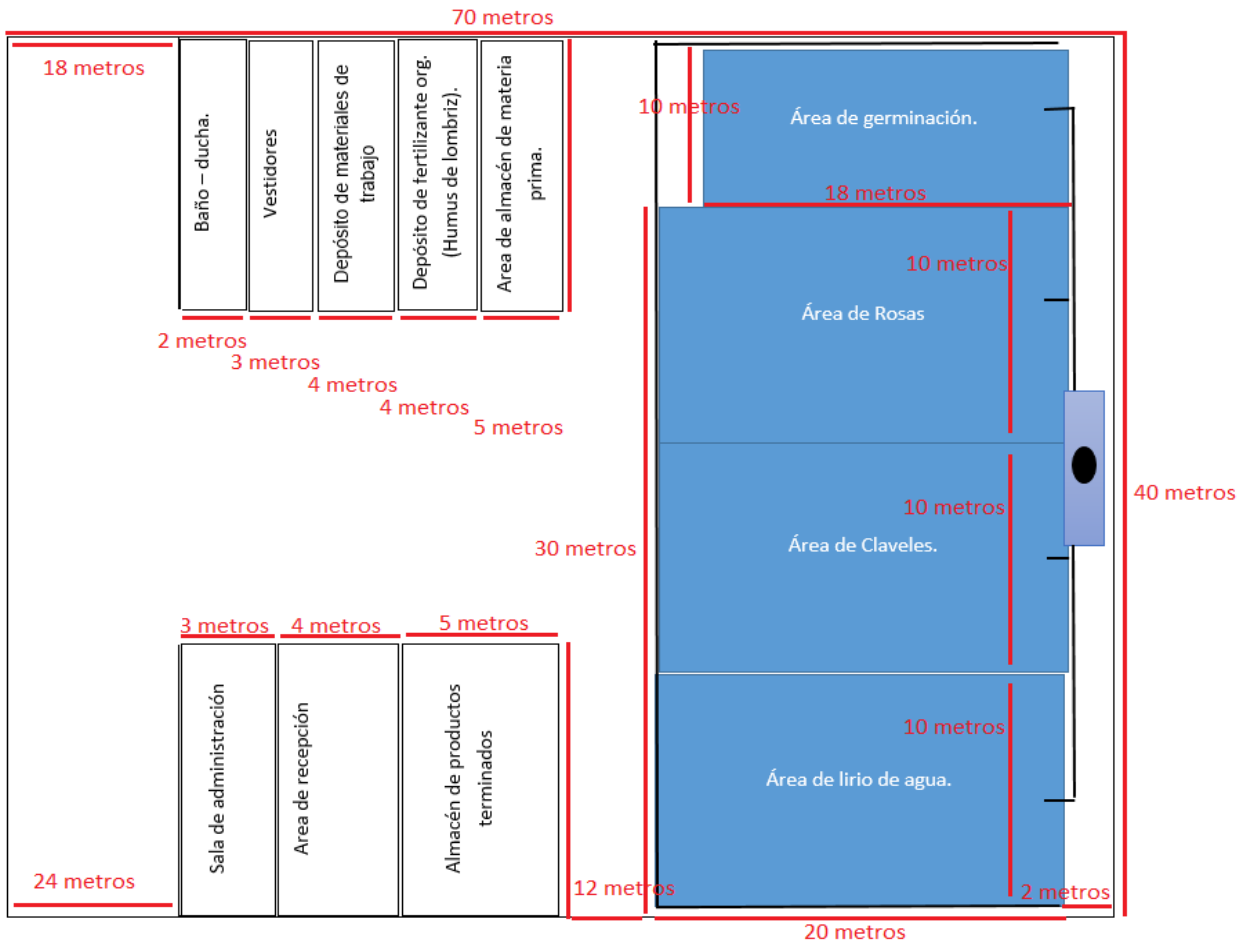 70 metros
18 metros
Baño – ducha.
Vestidores
Depósito de materiales de
trabajo
Depósito de fertilizante org.
(Humus de lombriz).
Area de almacén de materia
prima.
10 metros
Área de germinación.
18 metros
10 metros
Área de Rosas
2 metros
3 metros
4 metros
4 metros
5 metros
40 metros
10 metros
30 metros
Área de Claveles.
3 metros
4 metros
5 metros
Sala de administración
Area de recepción
Almacén de productos
terminados
10 metros
Área de lirio de agua.
24 metros
12 metros
2 metros
20 metros